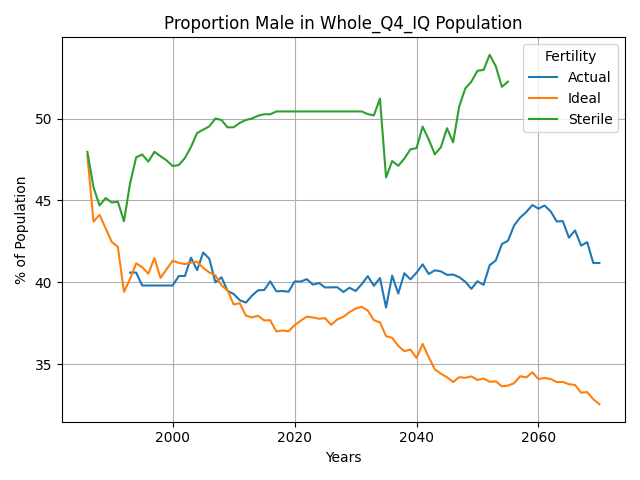 Proportion Male in Whole_Q4_IQ Population
Fertility
Actual
Ideal
Sterile
% of Population
50
45
40
35
2000
2020
2040
2060
Years